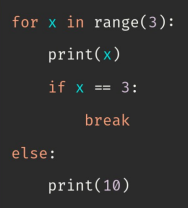 for x in range(3):
    print(x)
    if x == 3:
        break
else:
    print(10)